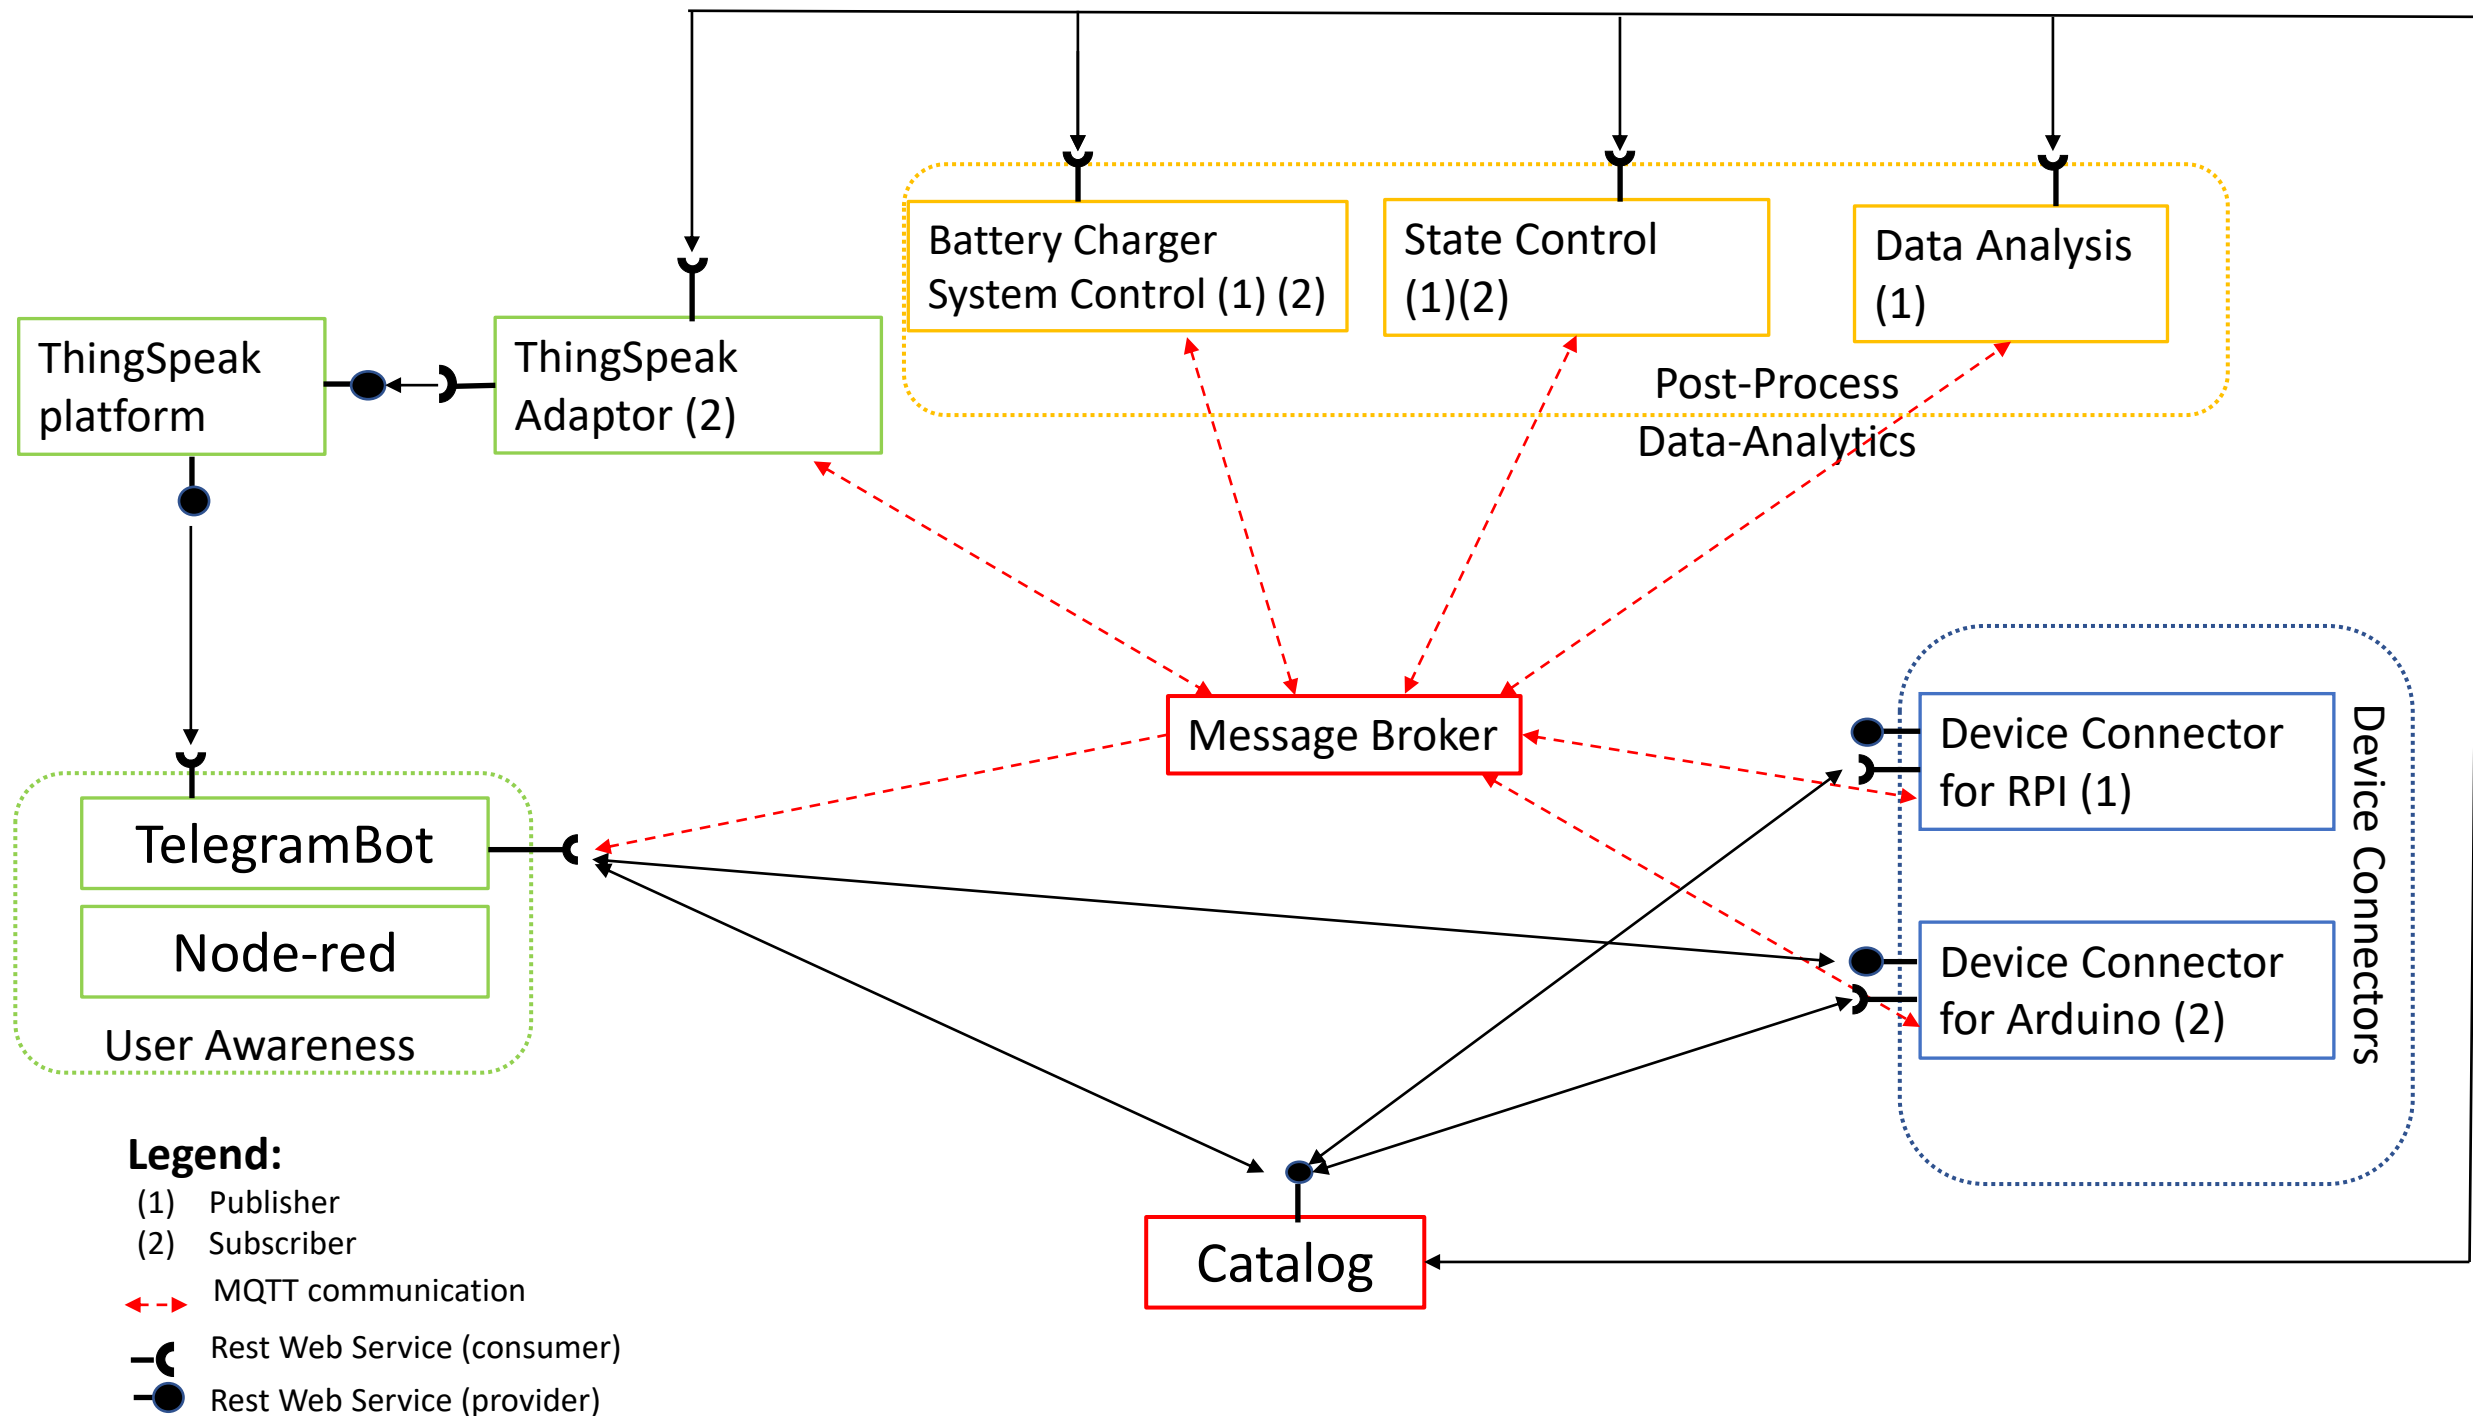 Battery Charger
System Control (1) (2)
State Control
(1)(2)
Data Analysis
(1)
ThingSpeak
platform
ThingSpeak
Adaptor (2)
Post-Process
Data-Analytics
Message Broker
Device Connector
for RPI (1)
Device Connectors
TelegramBot
Node-red
User Awareness
Device Connector
for Arduino (2)
Legend:
(1) Publisher
(2) Subscriber
MQTT communication
Rest Web Service (consumer)
Rest Web Service (provider)
Catalog